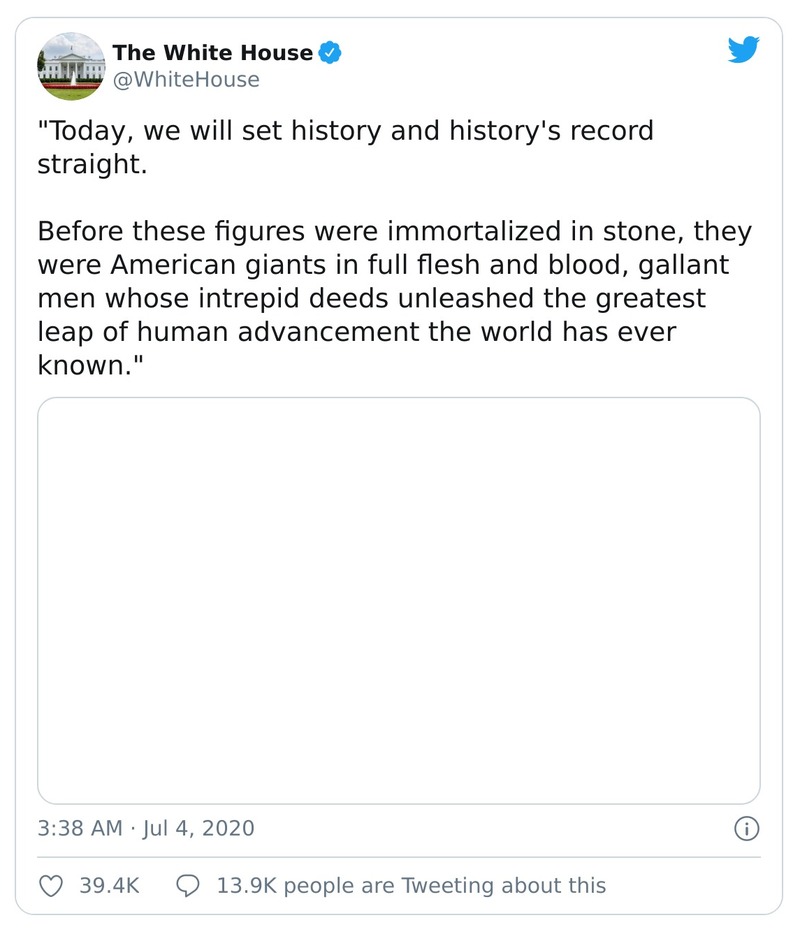 The White House
@WhiteHouse
"Today, we will set history and history's record
straight.
Before these figures were immortalized in stone, they
were American giants in full flesh and blood, gallant
men whose intrepid deeds unleashed the greatest
leap of human advancement the world has ever
known."
3:38 AM · Jul 4, 2020
39.4K 13.9K people are Tweeting about this